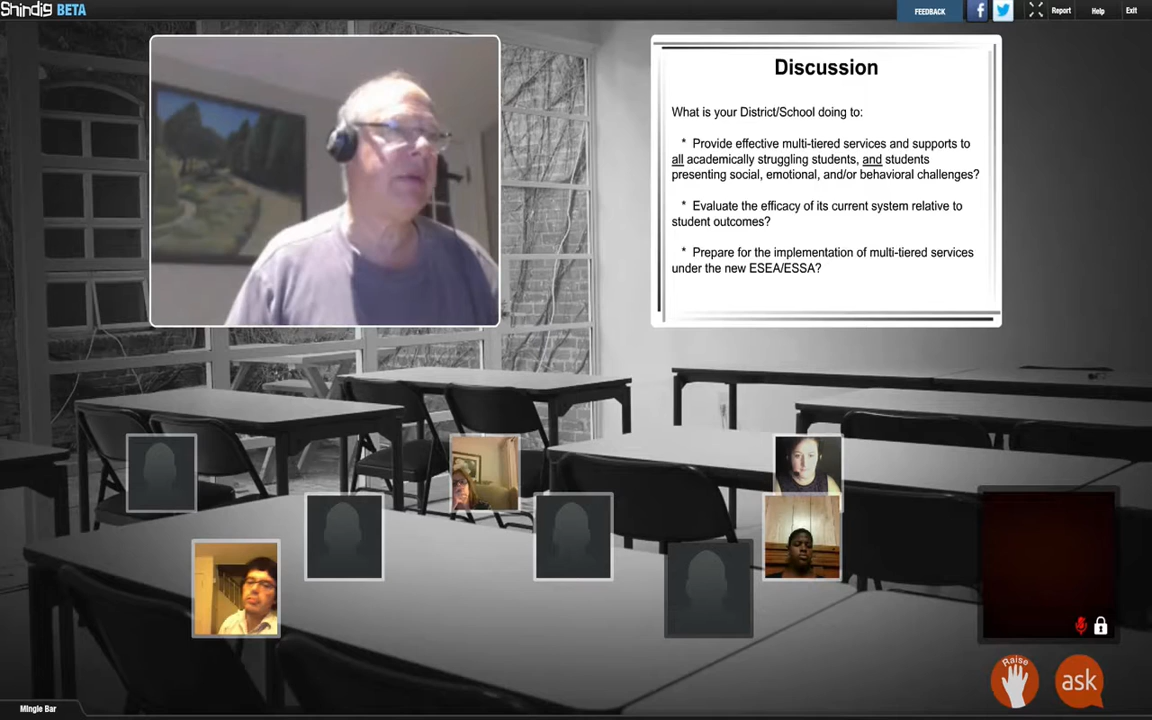 Shindig BETA
FEEDBACK
Report
Help
Exit
Discussion
What is your District/School doing to:
* Provide effective multi-tiered services and supports to
all academically struggling students, and students
presenting social, emotional, and/or behavioral challenges?
* Evaluate the efficacy of its current system relative to
student outcomes?
* Prepare for the implementation of multi-tiered services
under the new ESEA/ESSA?
Raise
ask
Mingle Bar